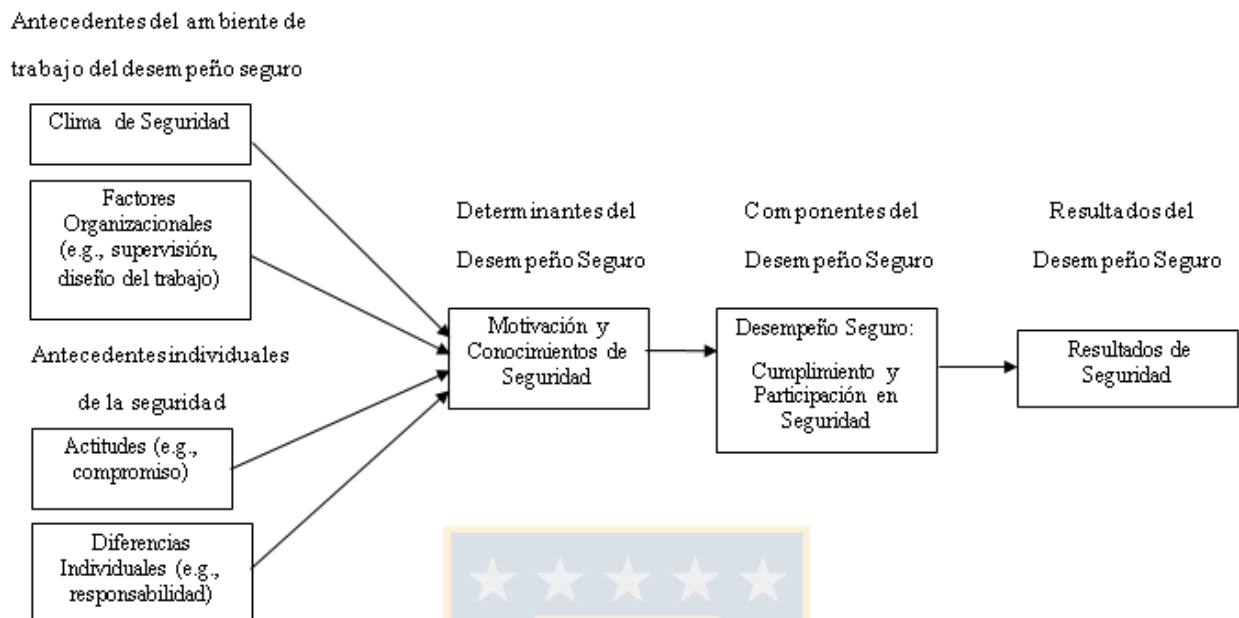 Antecedentes del ambiente de
trabajo del desempeño seguro
Clima de Seguridad
Factores
Organizacionales
(e.g., supervisión,
diseño del trabajo)
Antecedentes individuales
de la seguridad
Actitudes (e.g.,
compromiso)
Diferencias
Individuales (e.g.,
responsabilidad)
Determinantes del
Desempeño Seguro
Motivación y
Conocimientos de
Seguridad
Componentes del
Desempeño Seguro
Desempeño Seguro:
Cumplimiento y
Participación en
Seguridad
Resultados del
Desempeño Seguro
Resultados de
Seguridad